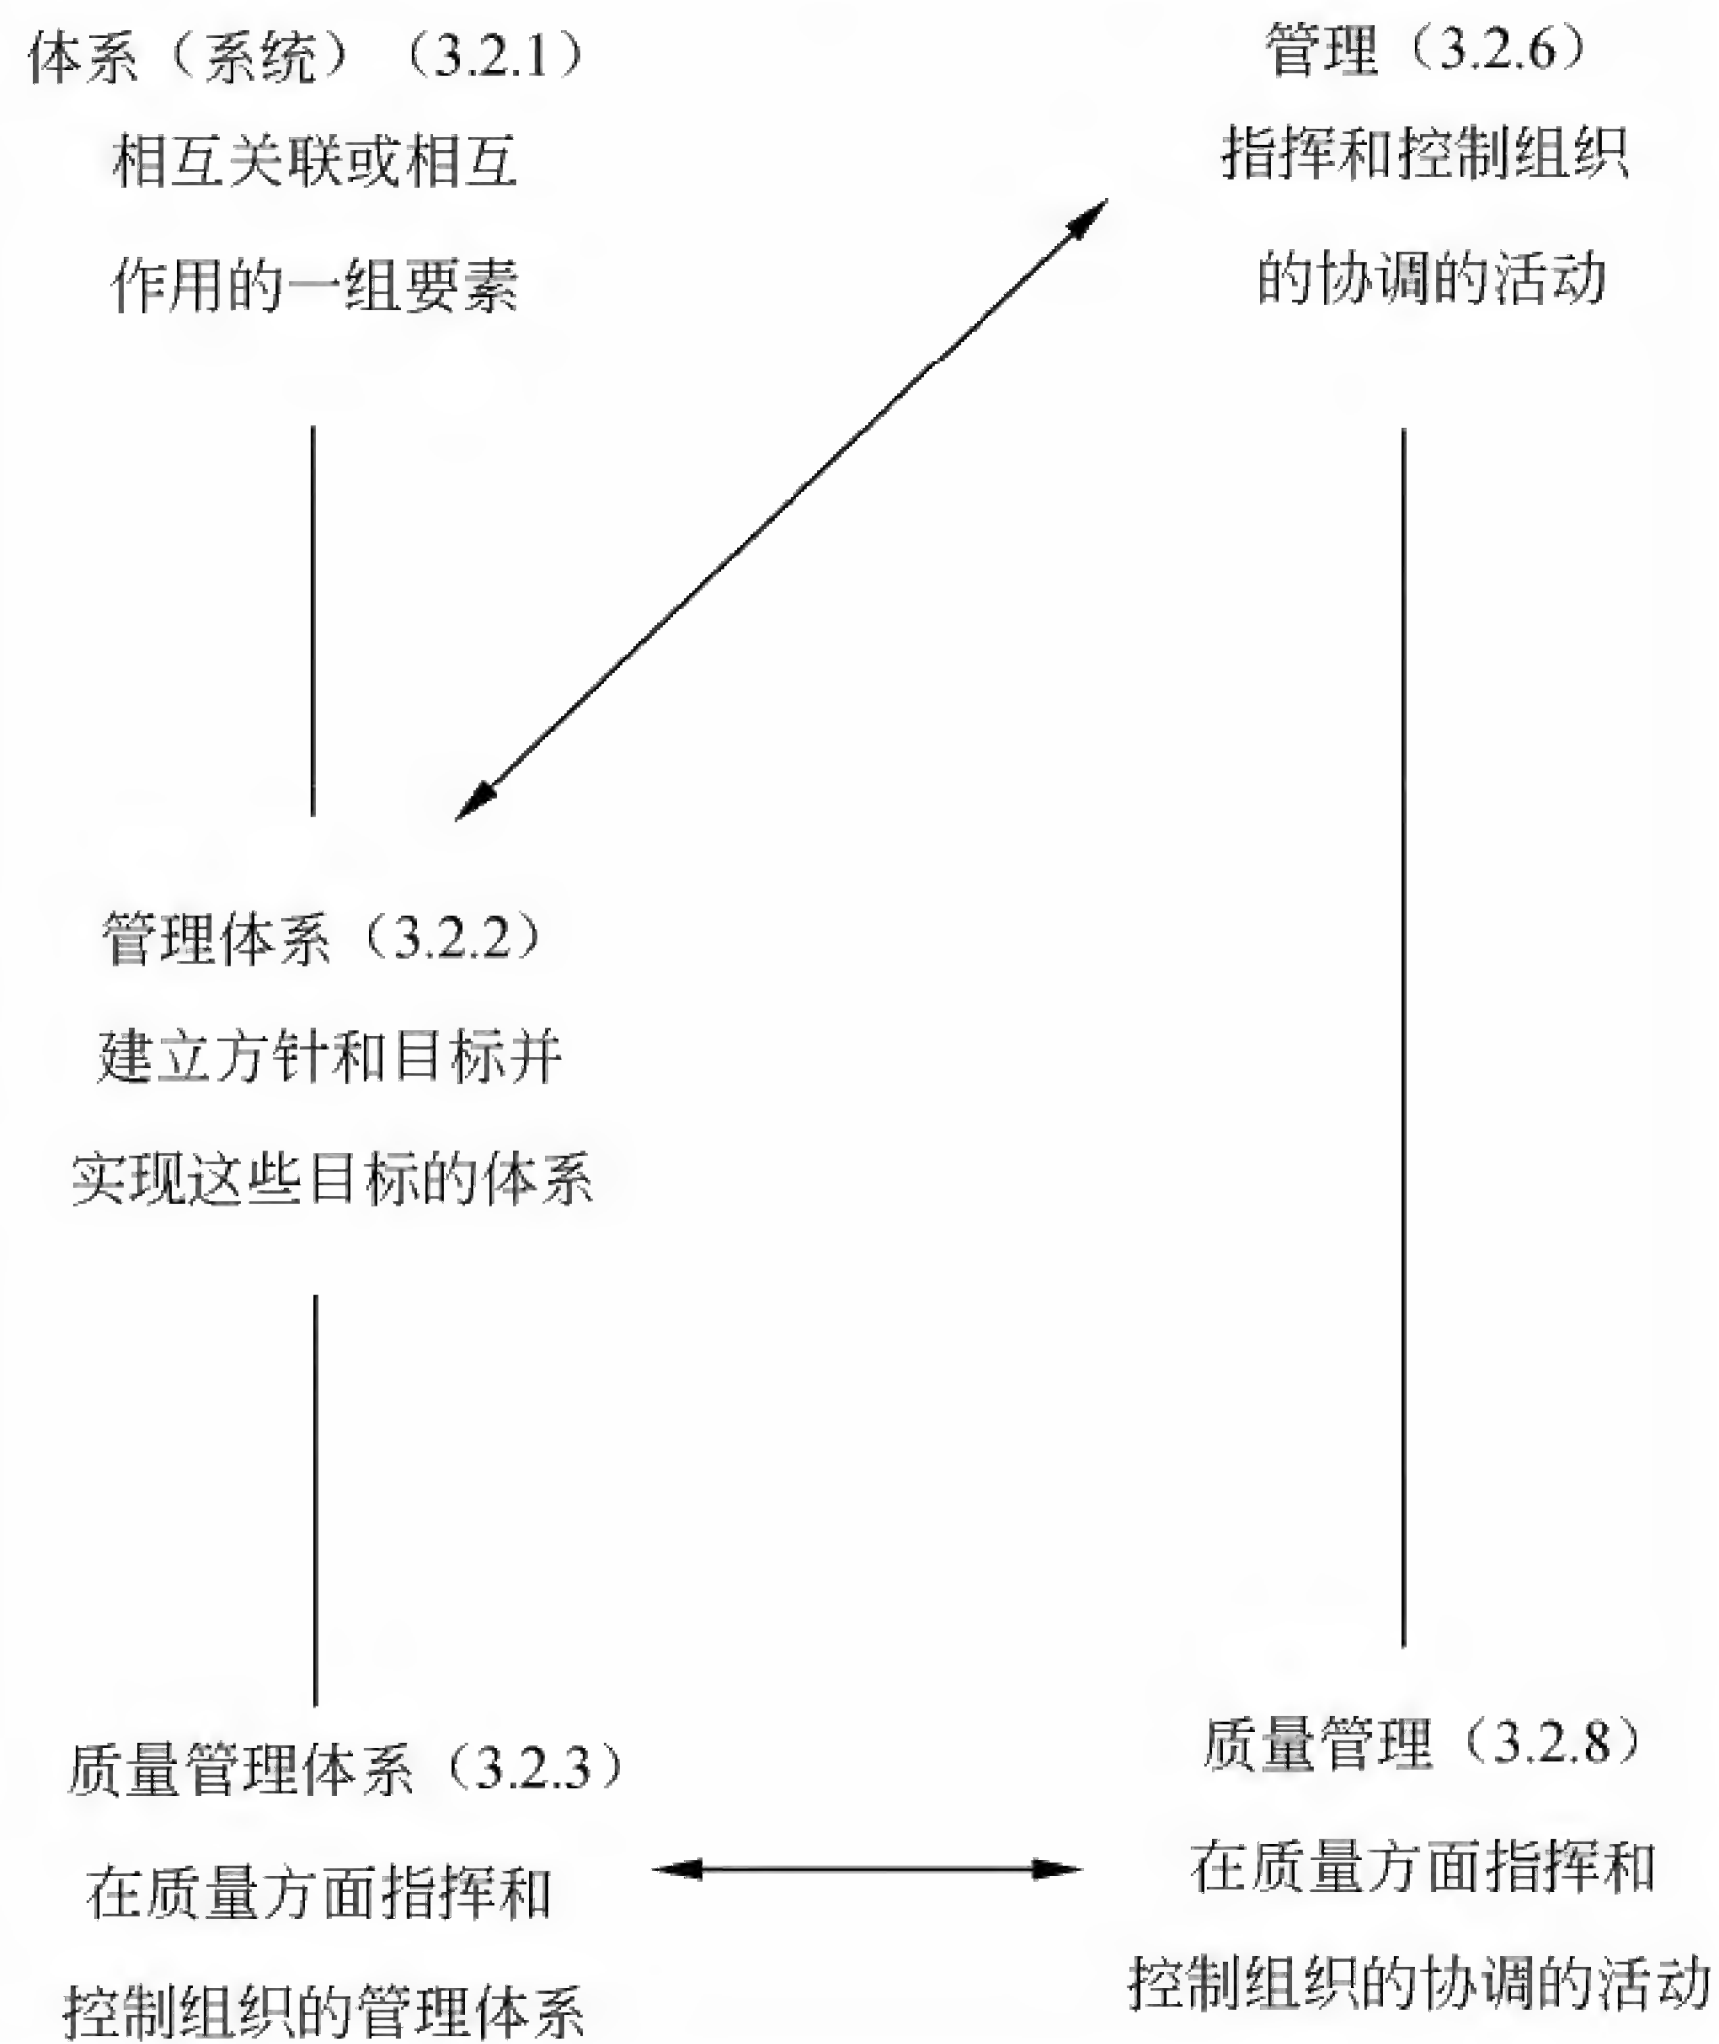 体系（系统）（3.2.1）
相互关联或相互
作用的一组要素
管理（3.2.6）
指挥和控制组织
的协调的活动
管理体系（3.2.2）
建立方针和目标并
实现这些目标的体系
质量管理体系（3.2.3）
在质量方面指挥和
控制组织的管理体系
质量管理（3.2.8）
在质量方面指挥和
控制组织的协调的活动